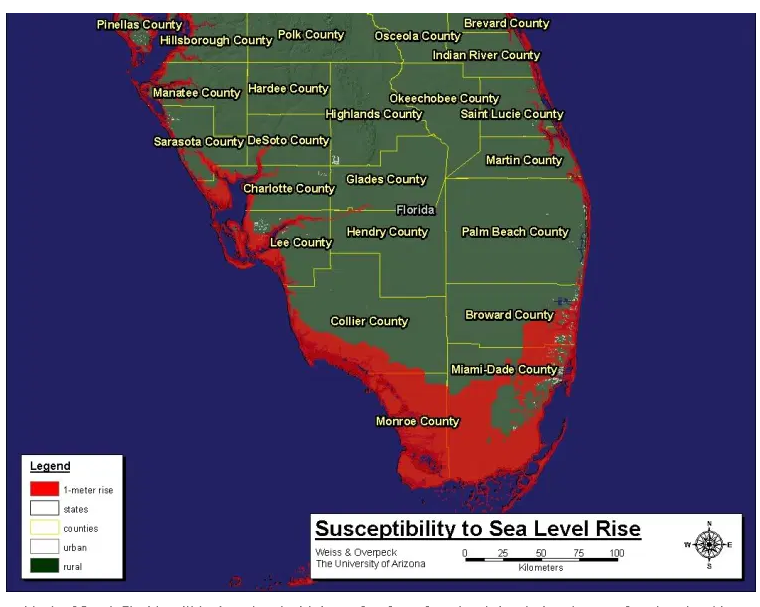 Pinellas County
Hillsborough County
Polk County
Osceola County
Brevard County
Indian River County
Manatee County
Hardee County
Okeechobee County
Highlands County
Saint Lucie County
Sarasota County
DeSoto County
Martin County
Charlotte County
Glades County
Florida
Lee County
Hendry County
Palm Beach County
Collier County
Broward County
Miami-Dade County
Monroe County
Legend
1-meter rise
states
counties
urban
rural
Susceptibility to Sea Level Rise
Weiss & Overpeck
The University of Arizona
0 25 50 75 100
Kilometers
N
W E
S